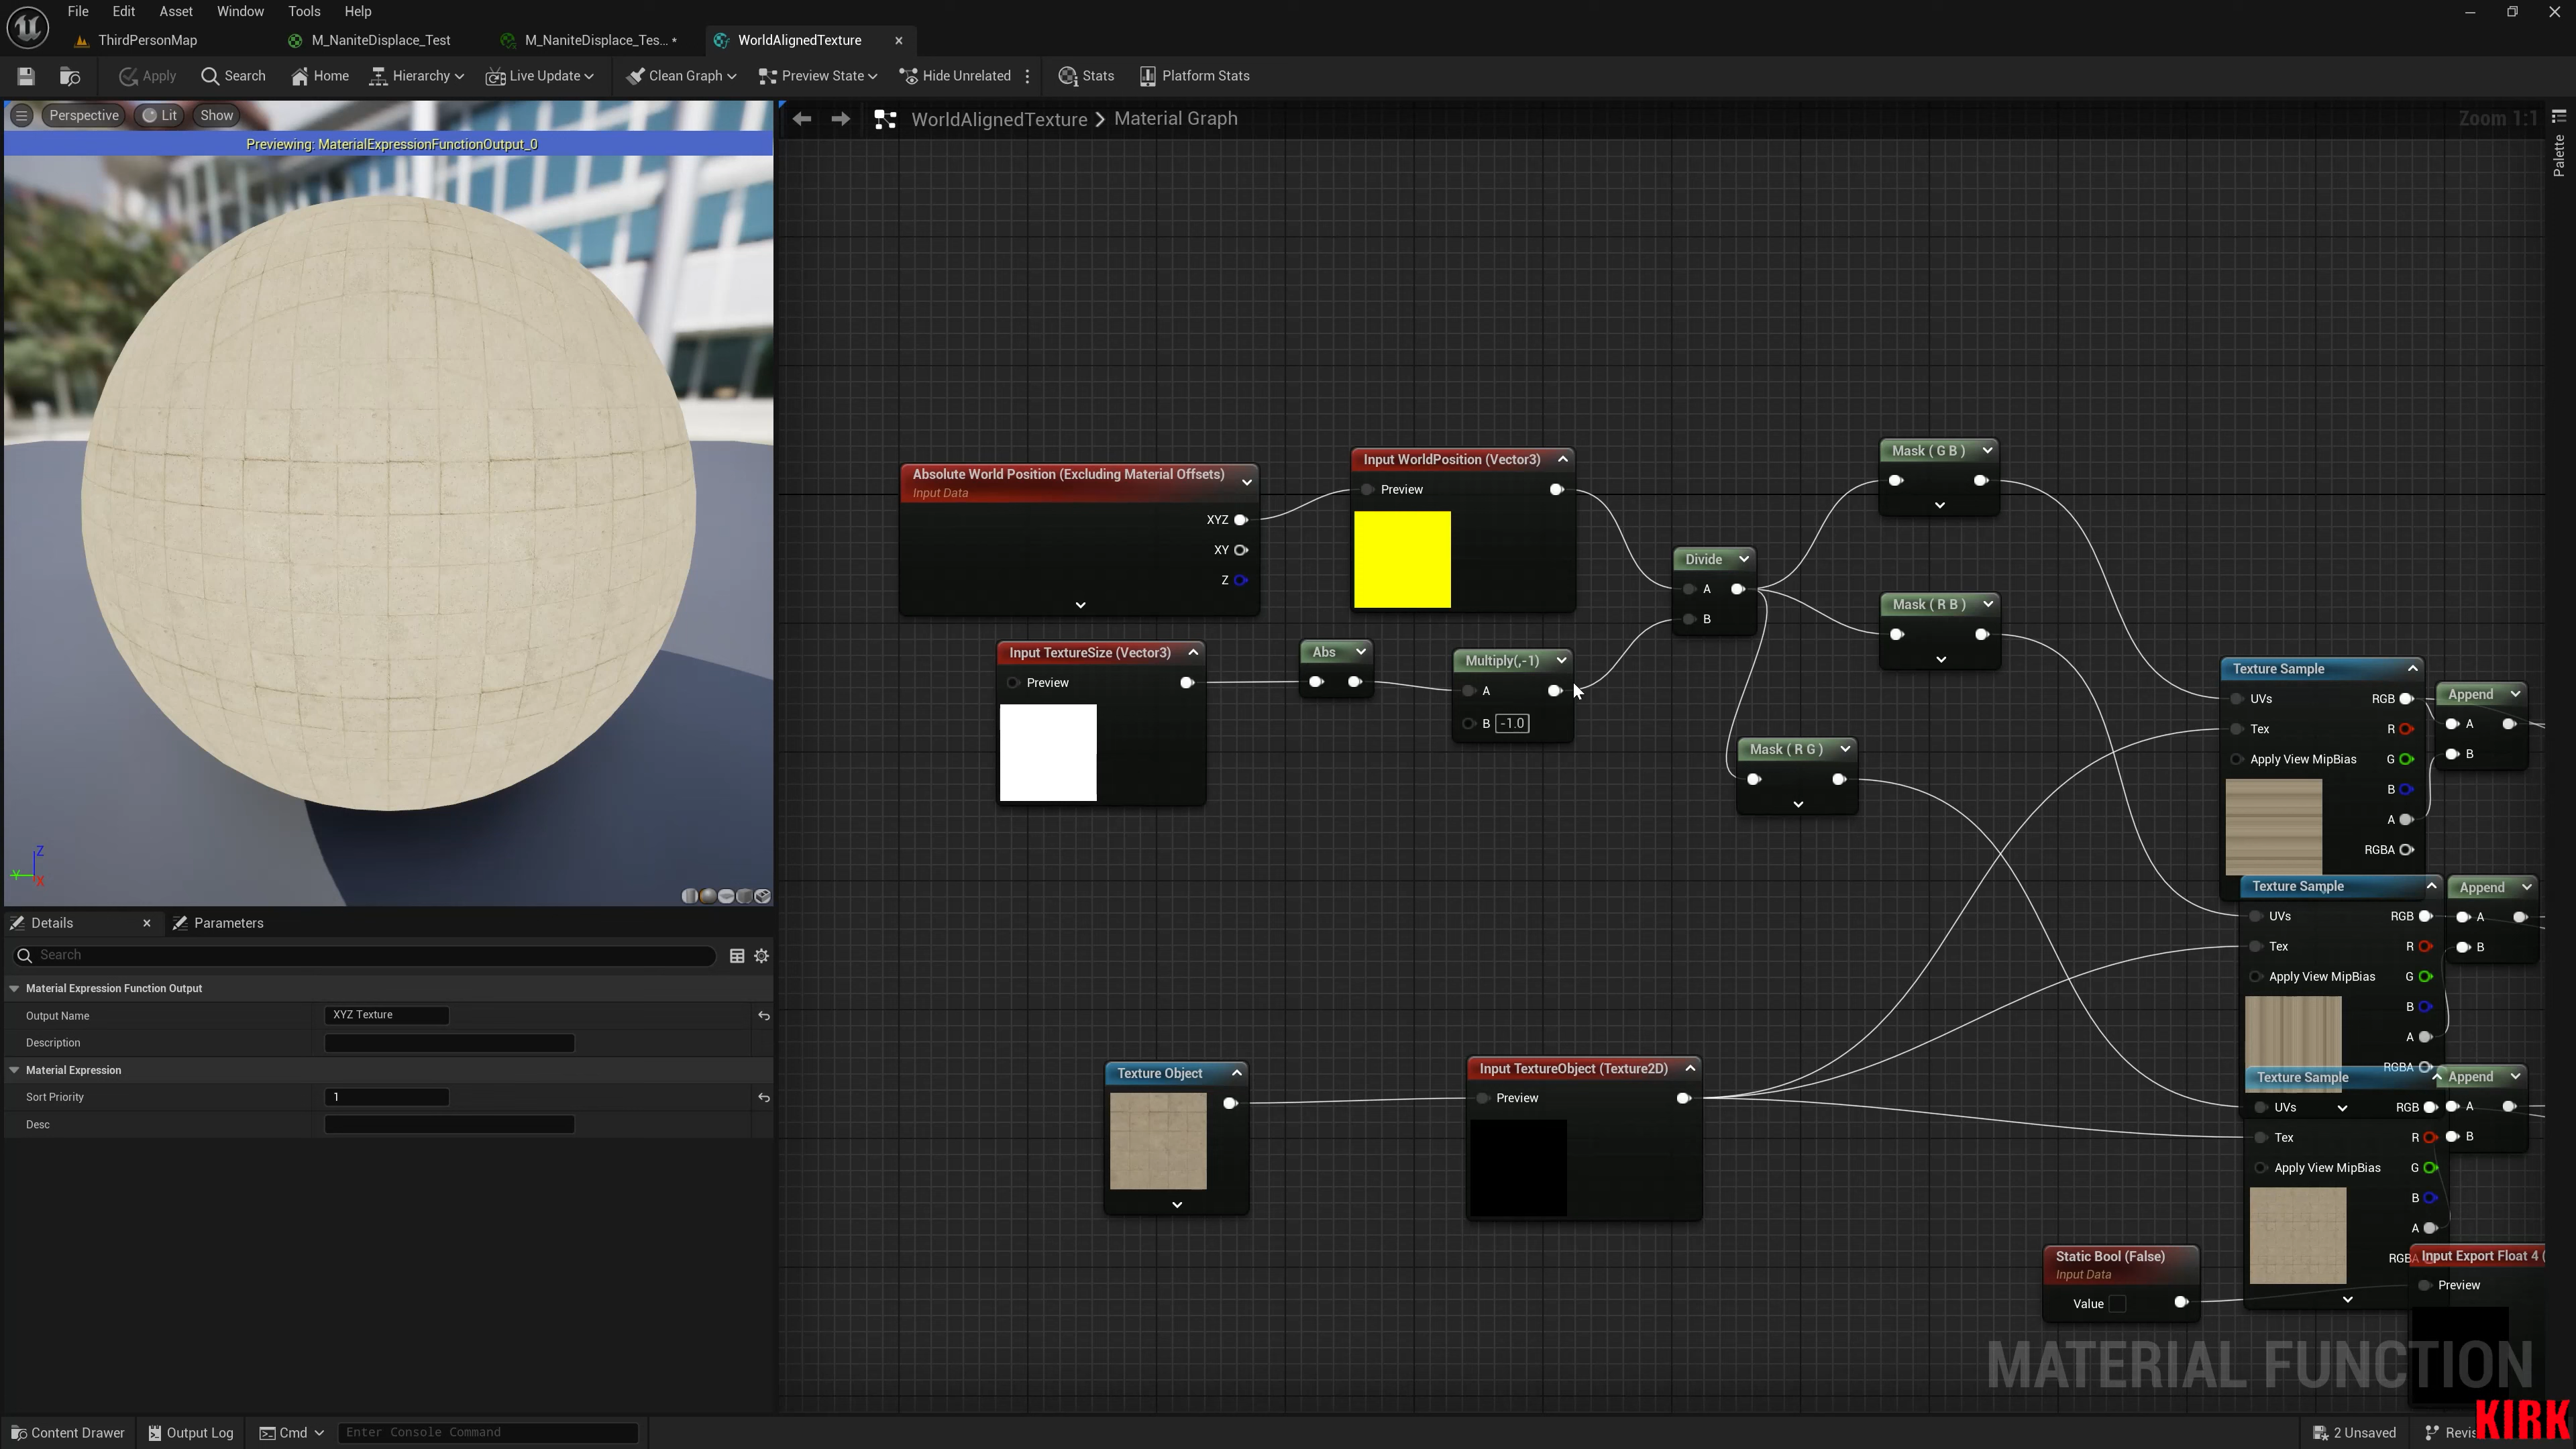 File Edit Asset Window Tools Help
ThirdPersonMap
M_NaniteDisplace_Test
M_NaniteDisplace_Tes... *
WorldAlignedTexture
Apply Search Home Hierarchy Live Update Clean Graph Preview State Hide Unrelated Stats Platform Stats
Perspective Lit Show
WorldAlignedTexture > Material Graph
Zoom 1:1
Palette
Previewing: MaterialExpressionFunctionOutput_0
Z
Y
X
Absolute World Position (Excluding Material Offsets)
Input Data
XYZ
XY
Z
Input WorldPosition (Vector3)
Preview
Mask ( G B )
Divide
A
B
Mask ( R B )
Input TextureSize (Vector3)
Preview
Abs
Multiply(,-1)
A
B -1.0
Mask ( R G )
Texture Sample
UVs RGB
Tex R
Apply View MipBias G
B
A
RGBA
Append
A
B
Texture Sample
UVs RGB
Tex R
Apply View MipBias G
B
A
RGBA
Append
A
B
Texture Sample
UVs RGB
Tex R
Apply View MipBias G
B
A
RGBA
Append
A
B
Texture Object
Input TextureObject (Texture2D)
Preview
Static Bool (False)
Input Data
Value
Input Export Float 4 (
Preview
MATERIAL FUNCTION
Details Parameters
Search
Material Expression Function Output
Output Name XYZ Texture
Description
Material Expression
Sort Priority 1
Desc
Content Drawer Output Log Cmd Enter Console Command
2 Unsaved
KIRK